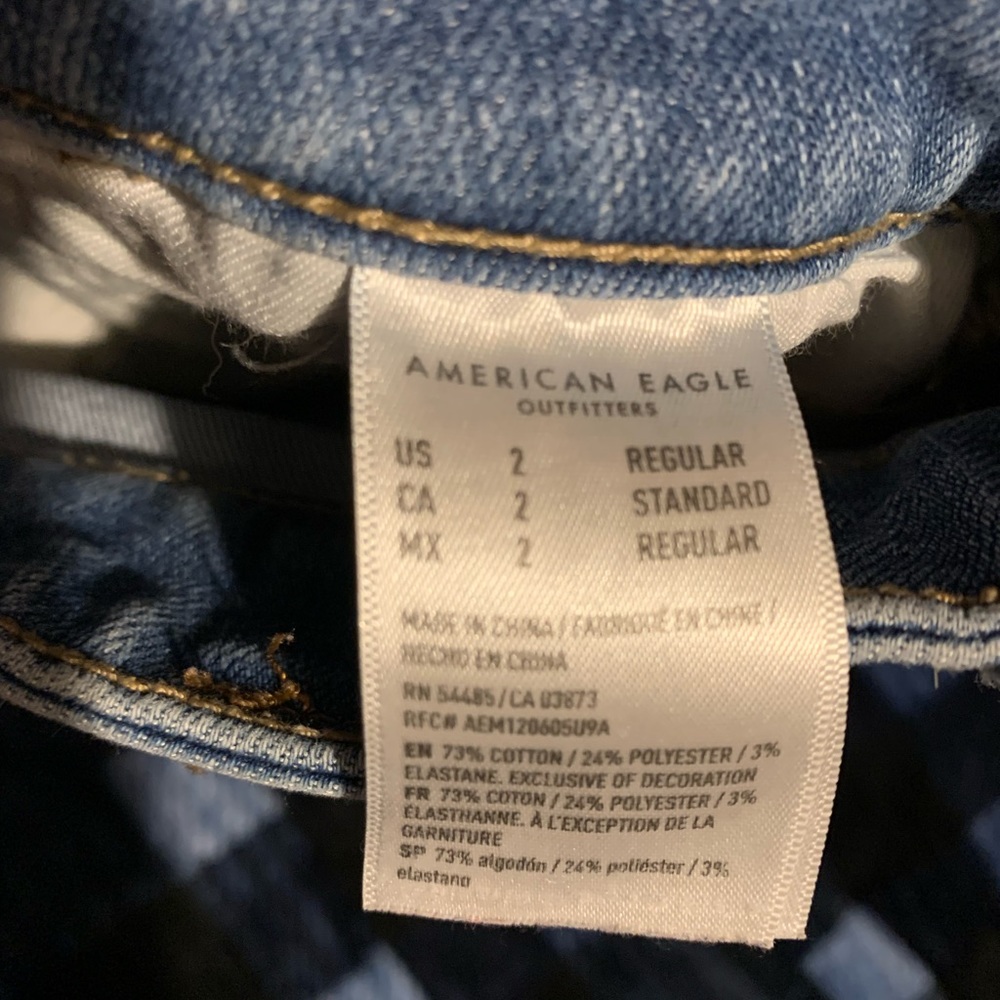 AMERICAN EAGLE
OUTFITTERS
US 2 REGULAR
CA 2 STANDARD
MX 2 REGULAR
MADE IN CHINA / FABRIQUÉ EN CHINE /
HECHO EN CHINA
RN 54485/CA 03873
RFC# AEM120605U9A
EN 73% COTTON / 24% POLYESTER / 3%
ELASTANE. EXCLUSIVE OF DECORATION
FR 73% COTON / 24% POLYESTER / 3%
ÉLASTHANNE. À L'EXCEPTION DE LA
GARNITURE
SP 73% algodón / 24% poliéster / 3%
elastano